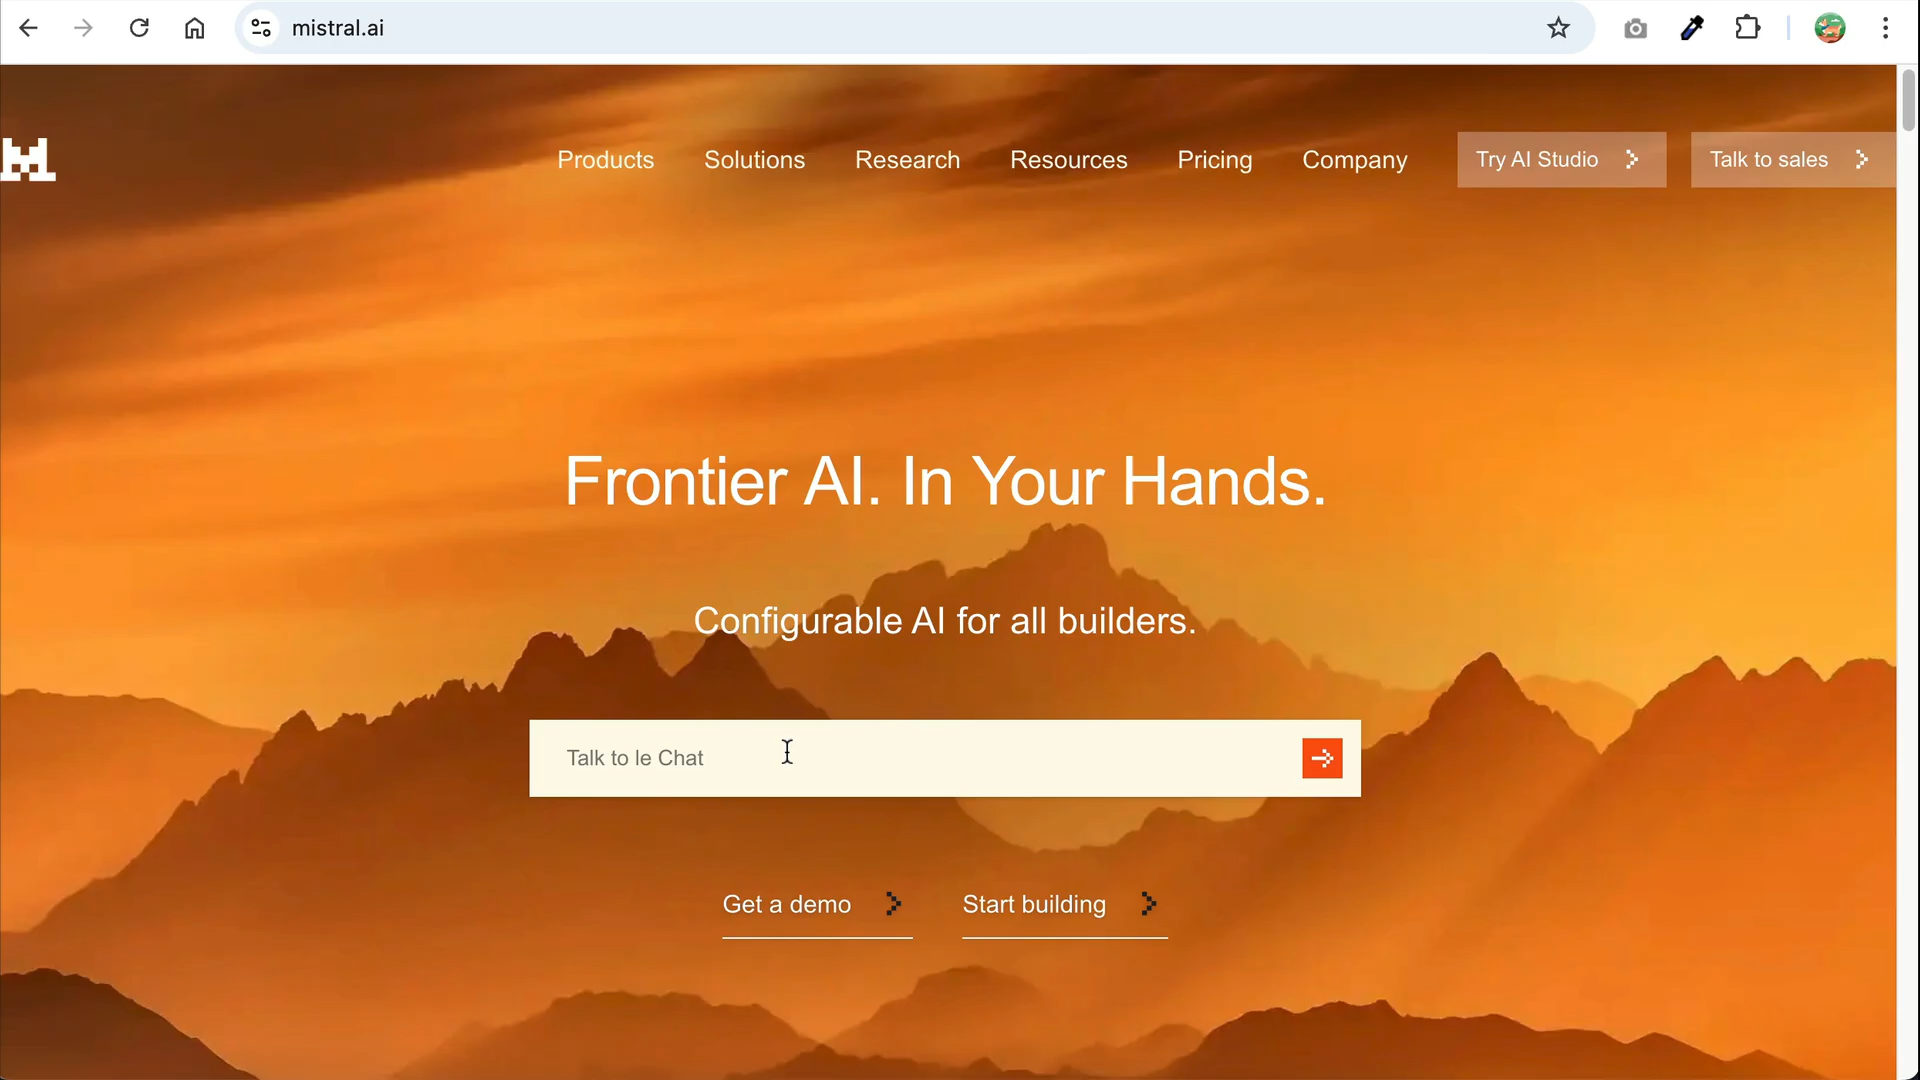 mistral.ai
Products Solutions Research Resources Pricing Company Try AI Studio Talk to sales
Frontier AI. In Your Hands.
Configurable AI for all builders.
Talk to le Chat
Get a demo Start building